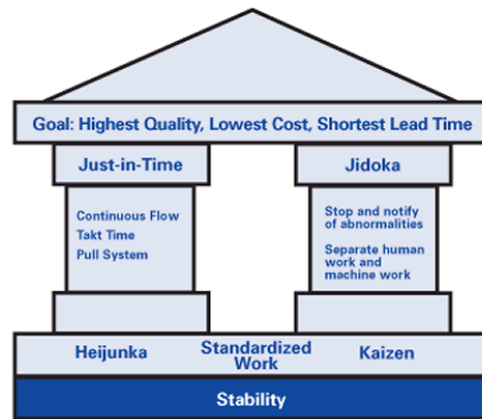 Goal: Highest Quality, Lowest Cost, Shortest Lead Time
Just-in-Time
Continuous Flow
Takt Time
Pull System
Jidoka
Stop and notify
of abnormalities
Separate human
work and
machine work
Heijunka
Standardized
Work
Kaizen
Stability